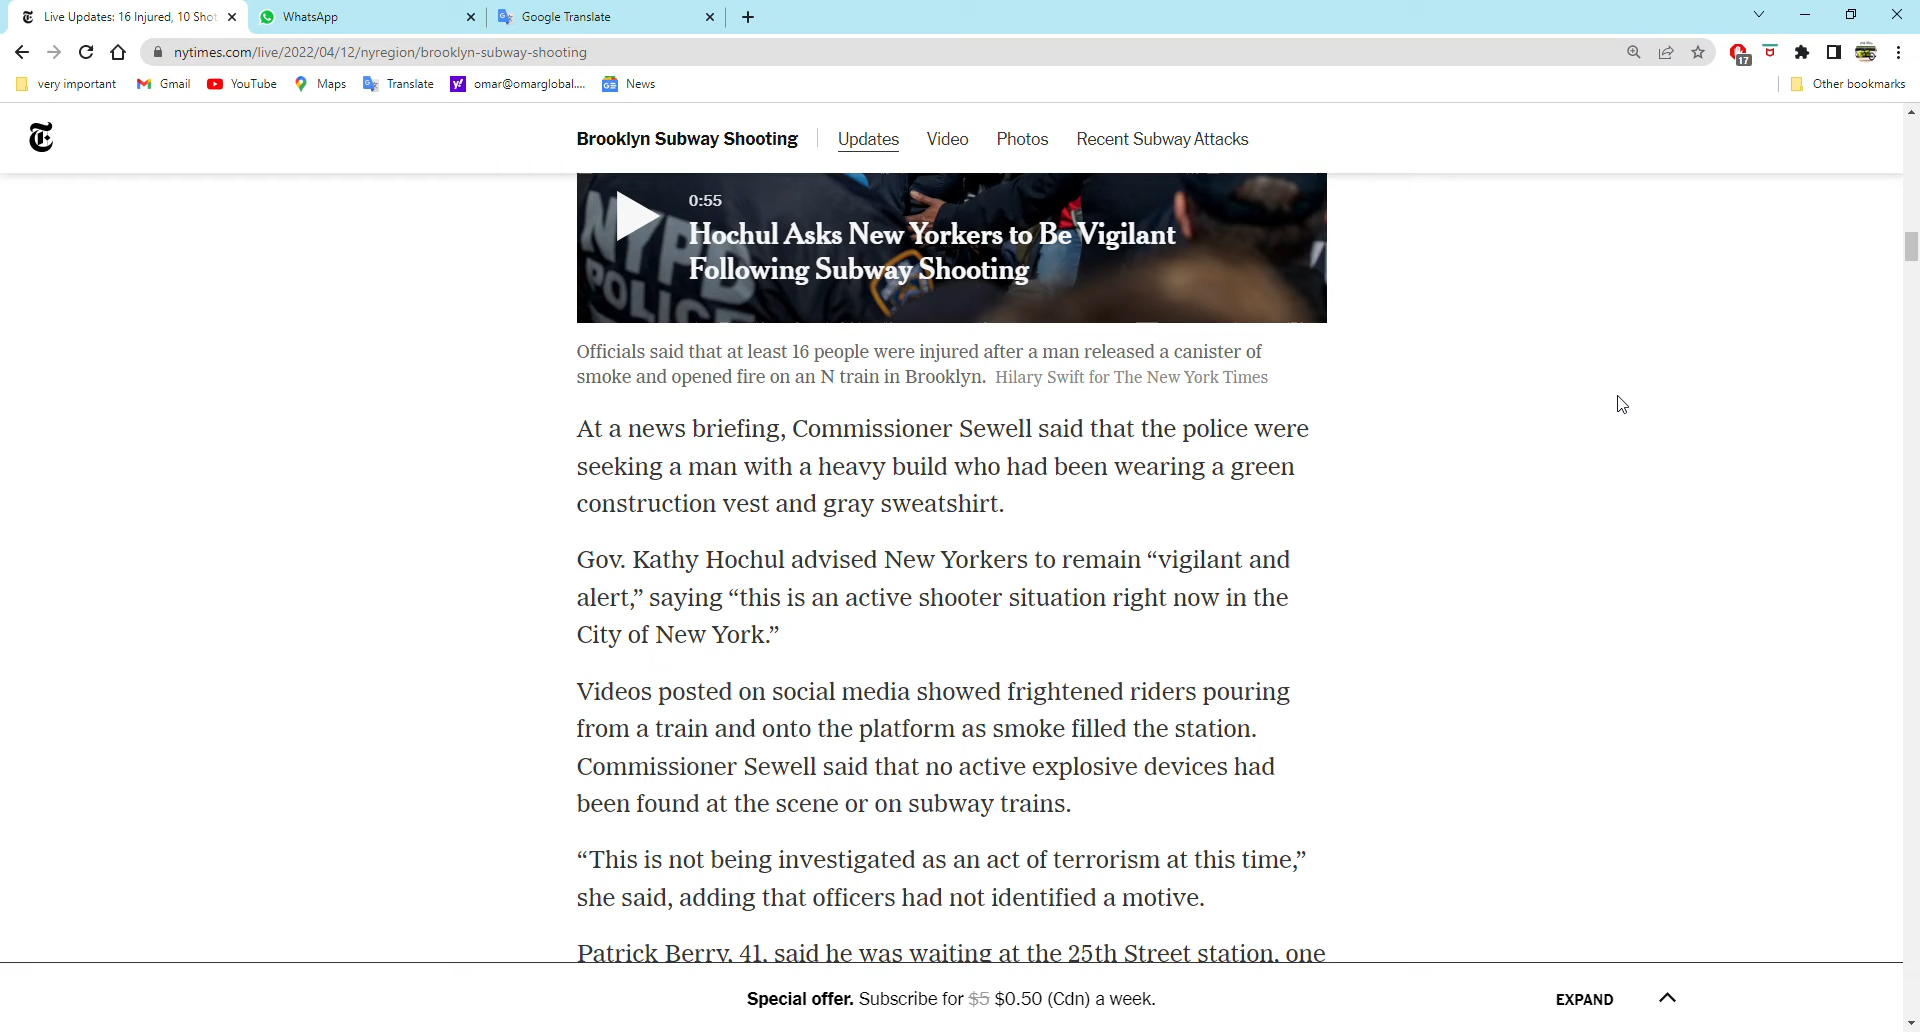 Live Updates: 16 Injured, 10 Shot
WhatsApp
Google Translate
nytimes.com/live/2022/04/12/nyregion/brooklyn-subway-shooting
17
very important
Gmail
YouTube
Maps
Translate
omar@omarglobal....
News
Other bookmarks
Brooklyn Subway Shooting
Updates
Video
Photos
Recent Subway Attacks
0:55
Hochul Asks New Yorkers to Be Vigilant
Following Subway Shooting
NYPD
POLICE
Officials said that at least 16 people were injured after a man released a canister of
smoke and opened fire on an N train in Brooklyn. Hilary Swift for The New York Times
At a news briefing, Commissioner Sewell said that the police were
seeking a man with a heavy build who had been wearing a green
construction vest and gray sweatshirt.
Gov. Kathy Hochul advised New Yorkers to remain “vigilant and
alert,” saying “this is an active shooter situation right now in the
City of New York.”
Videos posted on social media showed frightened riders pouring
from a train and onto the platform as smoke filled the station.
Commissioner Sewell said that no active explosive devices had
been found at the scene or on subway trains.
“This is not being investigated as an act of terrorism at this time,”
she said, adding that officers had not identified a motive.
Patrick Berry, 41, said he was waiting at the 25th Street station, one
Special offer. Subscribe for $5 $0.50 (Cdn) a week.
EXPAND